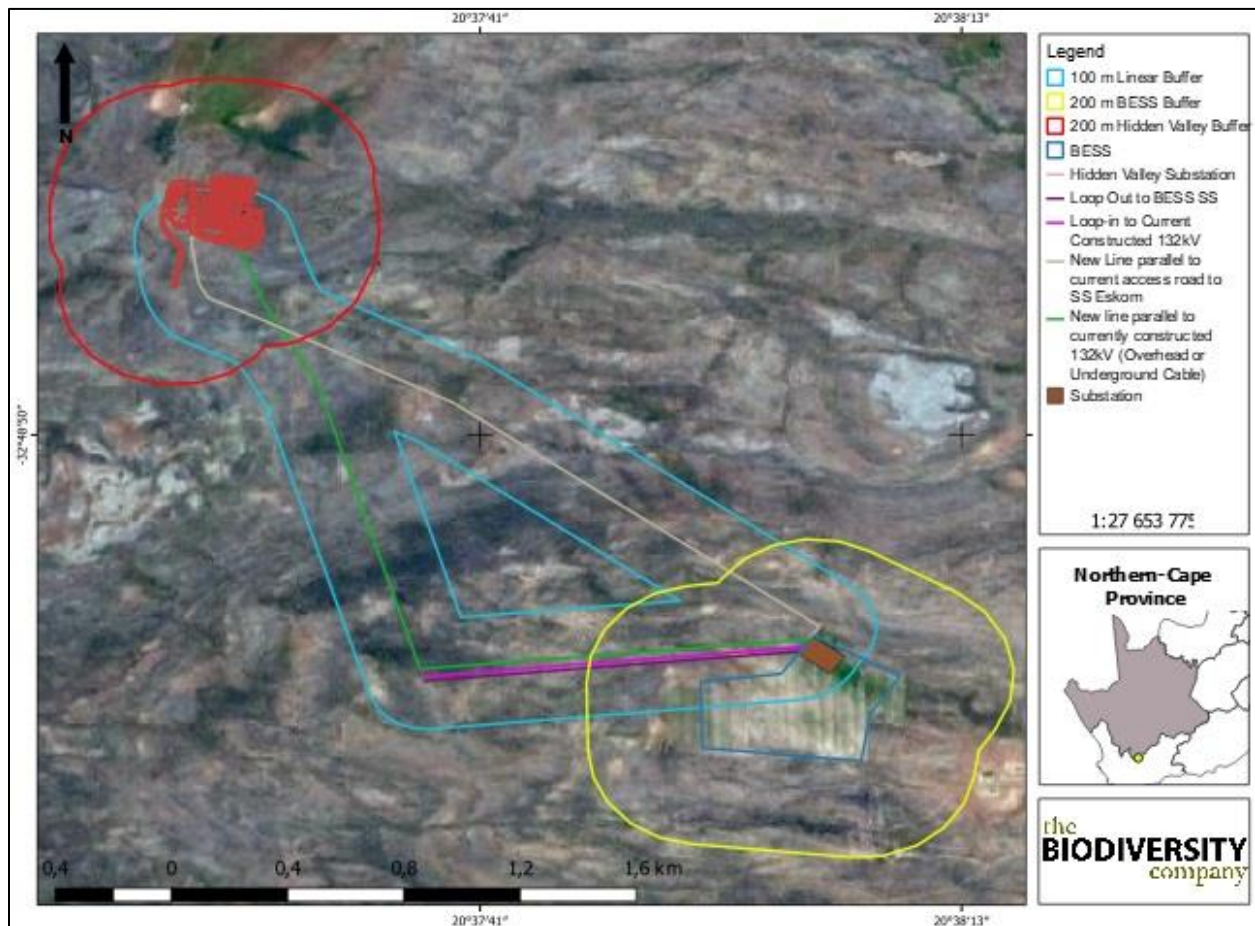 20°37'41"
20°38'13"
N
-32°48'50"
0,4
0
0,4
0,8
1,2
1,6 km
20°37'41"
20°38'13"
Legend
100 m Linear Buffer
200 m BESS Buffer
200 m Hidden Valley Buffer
BESS
Hidden Valley Substation
Loop Out to BESS SS
Loop-in to Current
Constructed 132kV
New Line parallel to
current access road to
SS Eskom
New line parallel to
currently constructed
132kV (Overhead or
Underground Cable)
Substation
1:27 653 775
Northern-Cape
Province
the
BIODIVERSITY
company